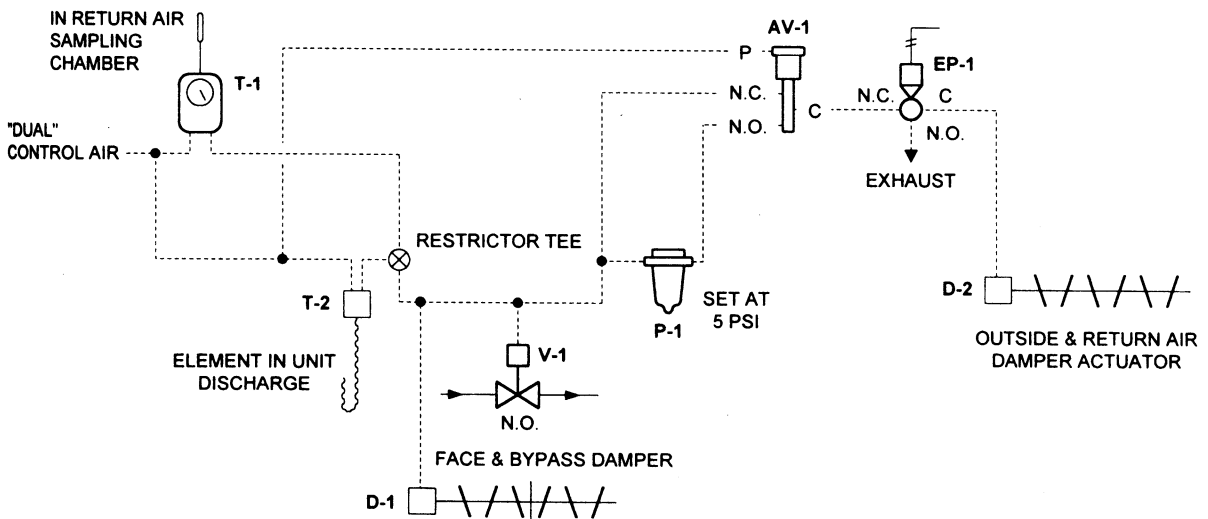 IN RETURN AIR
SAMPLING
CHAMBER
T-1
"DUAL"
CONTROL AIR
AV-1
P
N.C.
N.O.
C
EP-1
N.C.
C
N.O.
EXHAUST
RESTRICTOR TEE
T-2
ELEMENT IN UNIT
DISCHARGE
V-1
N.O.
SET AT
5 PSI
P-1
D-2
OUTSIDE & RETURN AIR
DAMPER ACTUATOR
FACE & BYPASS DAMPER
D-1